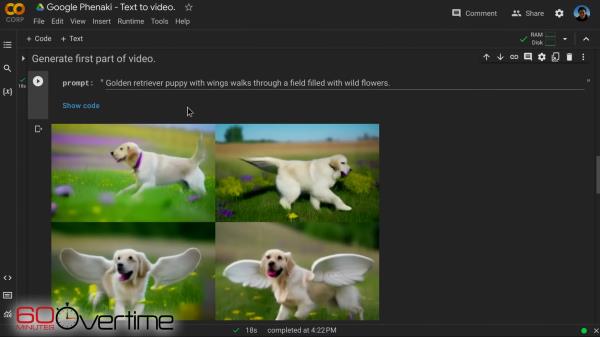 CO
CORP
Google Phenaki - Text to video.
File Edit View Insert Runtime Tools Help
Comment
Share
+ Code + Text
RAM
Disk
Generate first part of video.
18s
prompt: " Golden retriever puppy with wings walks through a field filled with wild flowers. "
{x}
Show code
60 MINUTES Overtime
18s completed at 4:22 PM